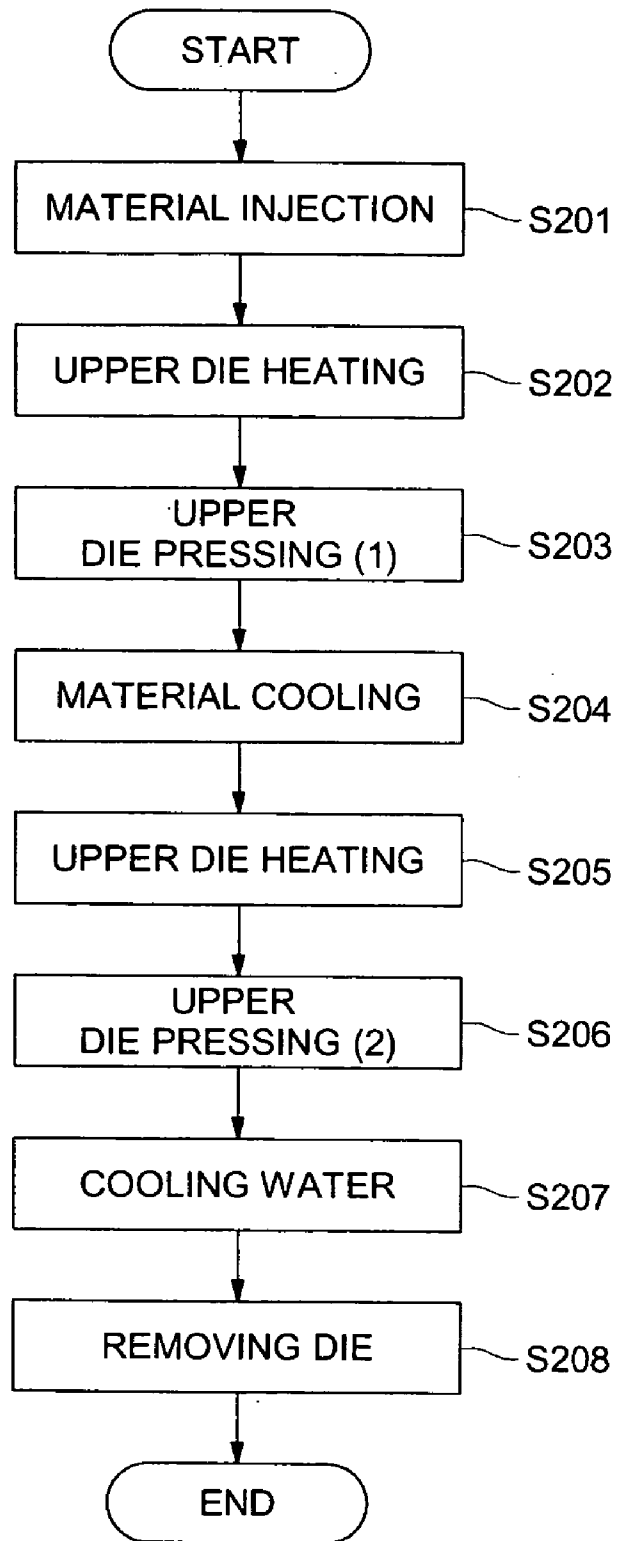 START
MATERIAL INJECTION
S201
UPPER DIE HEATING
S202
UPPER
DIE PRESSING (1)
S203
MATERIAL COOLING
S204
UPPER DIE HEATING
S205
UPPER
DIE PRESSING (2)
S206
COOLING WATER
S207
REMOVING DIE
S208
END